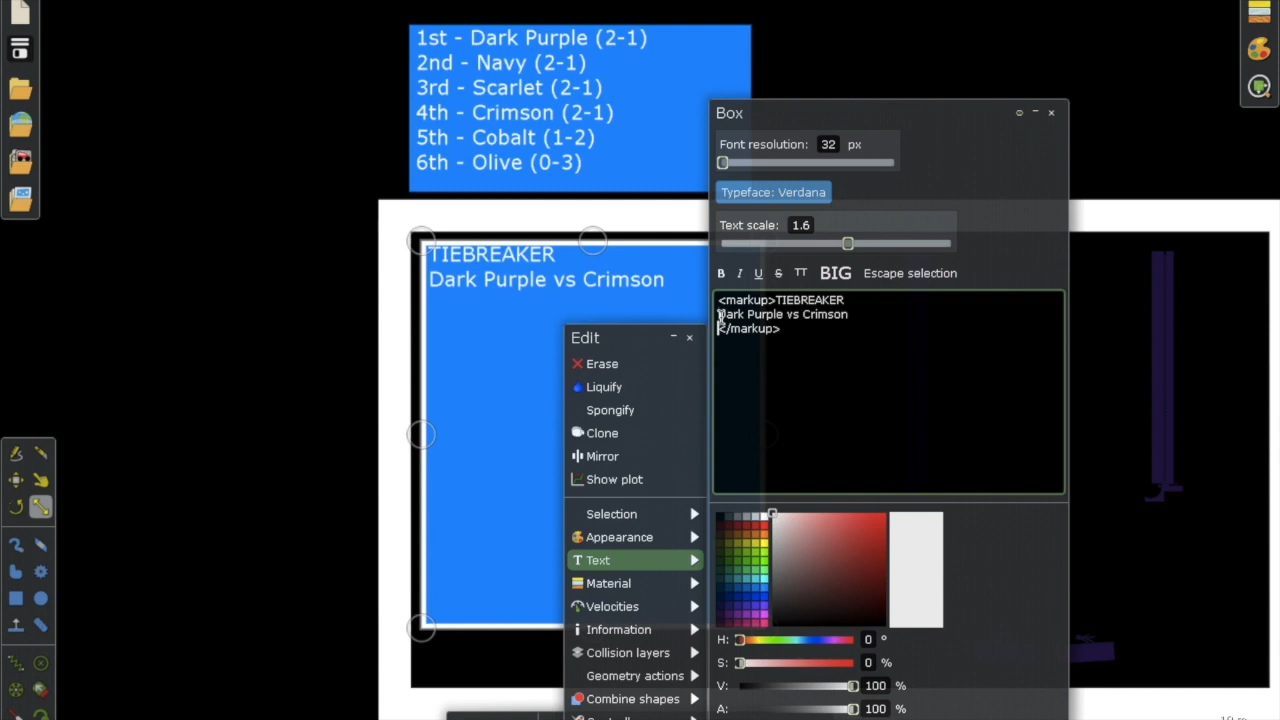 1st - Dark Purple (2-1)
2nd - Navy (2-1)
3rd - Scarlet (2-1)
4th - Crimson (2-1)
5th - Cobalt (1-2)
6th - Olive (0-3)
TIEBREAKER
Dark Purple vs Crimson
Edit
Erase
Liquify
Spongify
Clone
Mirror
Show plot
Selection
Appearance
T Text
Material
Velocities
Information
Collision layers
Geometry actions
Combine shapes
Box
Font resolution: 32 px
Typeface: Verdana
Text scale: 1.6
B I U S TT BIG Escape selection
<markup>TIEBREAKER
Dark Purple vs Crimson
</markup>
H: 0 °
S: 0 %
V: 100 %
A: 100 %